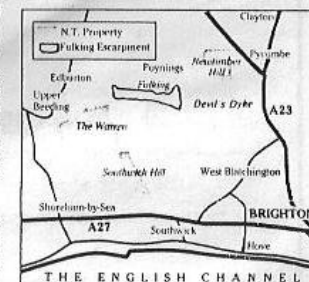 N.T. Property
Fulking Escarpment
Clayton
Pycombe
Newtimber
Hill
Poynings
Fulking
Edburton
Upper
Beeding
Devil's Dyke
A23
The Warren
Southwick Hill
West Blatchington
Shoreham-by-Sea
BRIGHTON
A27
Southwick
Hove
THE ENGLISH CHANNEL